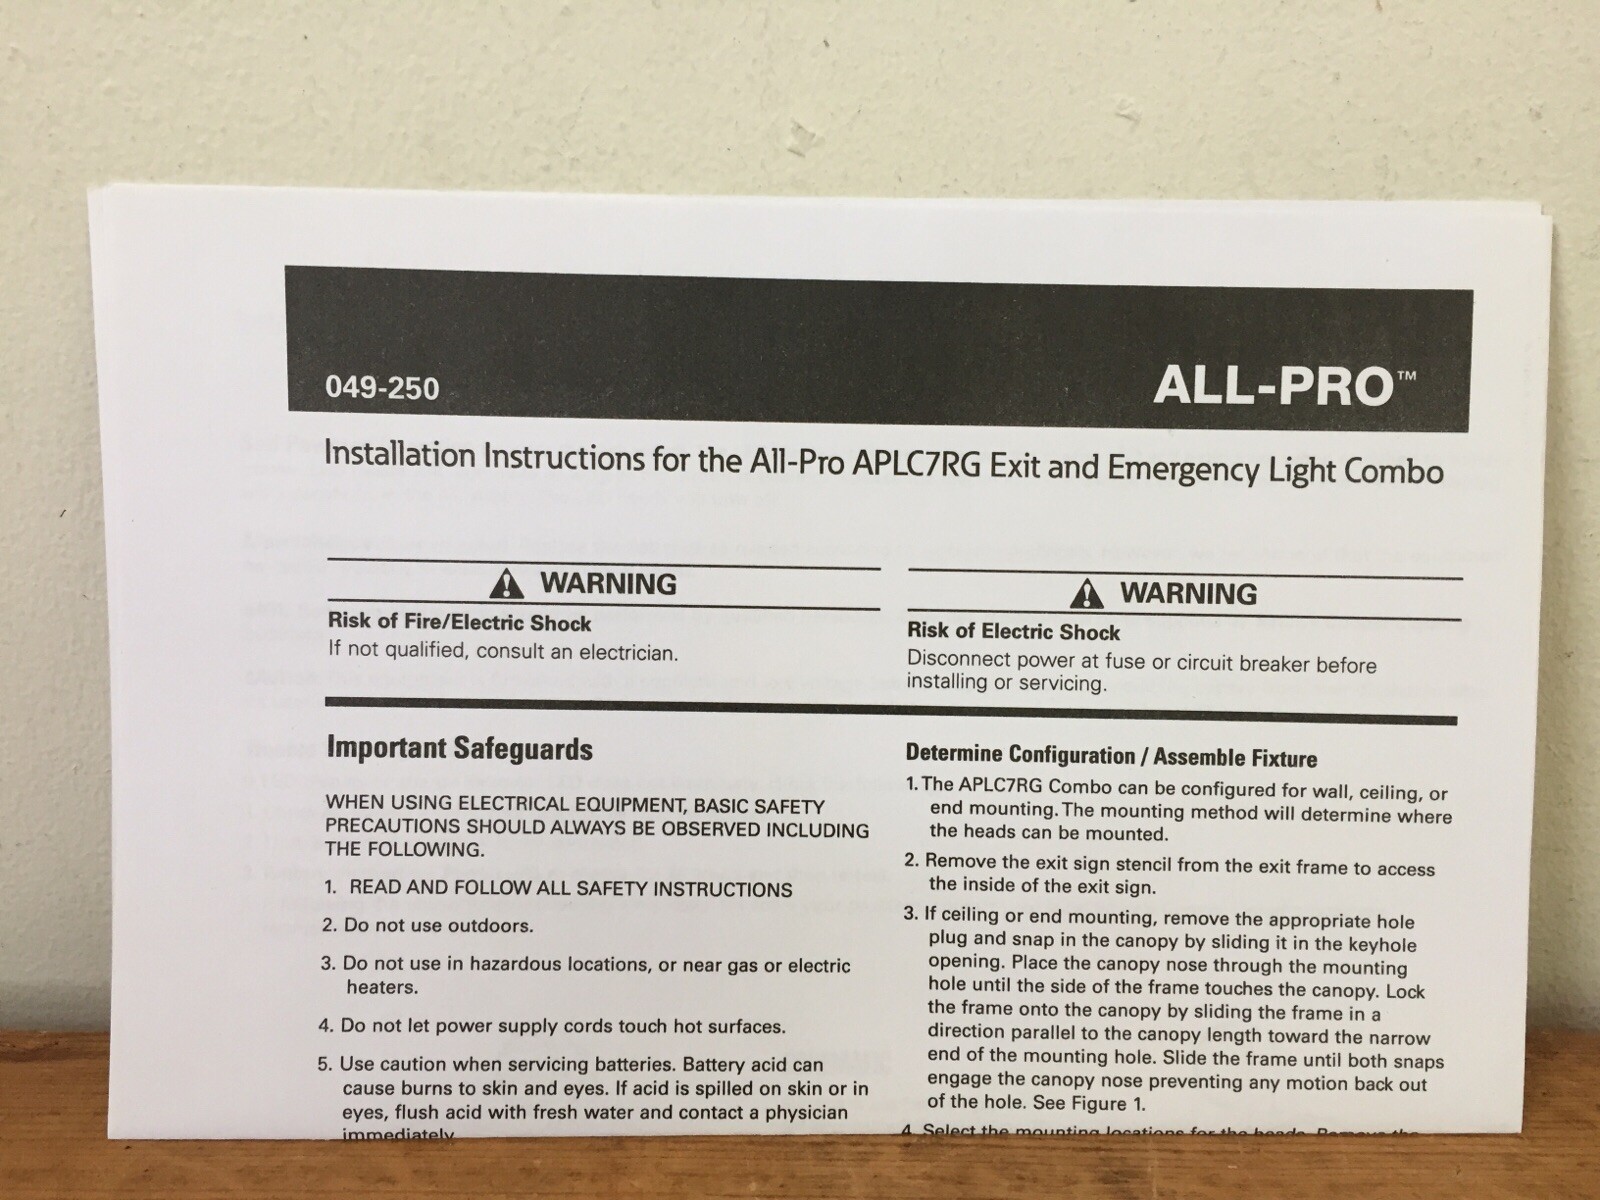 049-250
ALL-PRO™
Installation Instructions for the All-Pro APLC7RG Exit and Emergency Light Combo
WARNING
Risk of Fire/Electric Shock
If not qualified, consult an electrician.
WARNING
Risk of Electric Shock
Disconnect power at fuse or circuit breaker before
installing or servicing.
Important Safeguards
WHEN USING ELECTRICAL EQUIPMENT, BASIC SAFETY
PRECAUTIONS SHOULD ALWAYS BE OBSERVED INCLUDING
THE FOLLOWING.
1. READ AND FOLLOW ALL SAFETY INSTRUCTIONS
2. Do not use outdoors.
3. Do not use in hazardous locations, or near gas or electric
heaters.
4. Do not let power supply cords touch hot surfaces.
5. Use caution when servicing batteries. Battery acid can
cause burns to skin and eyes. If acid is spilled on skin or in
eyes, flush acid with fresh water and contact a physician
immediately
Determine Configuration / Assemble Fixture
1. The APLC7RG Combo can be configured for wall, ceiling, or
end mounting. The mounting method will determine where
the heads can be mounted.
2. Remove the exit sign stencil from the exit frame to access
the inside of the exit sign.
3. If ceiling or end mounting, remove the appropriate hole
plug and snap in the canopy by sliding it in the keyhole
opening. Place the canopy nose through the mounting
hole until the side of the frame touches the canopy. Lock
the frame onto the canopy by sliding the frame in a
direction parallel to the canopy length toward the narrow
end of the mounting hole. Slide the frame until both snaps
engage the canopy nose preventing any motion back out
of the hole. See Figure 1.
4. Select the mounting locations for the heads. Remove the